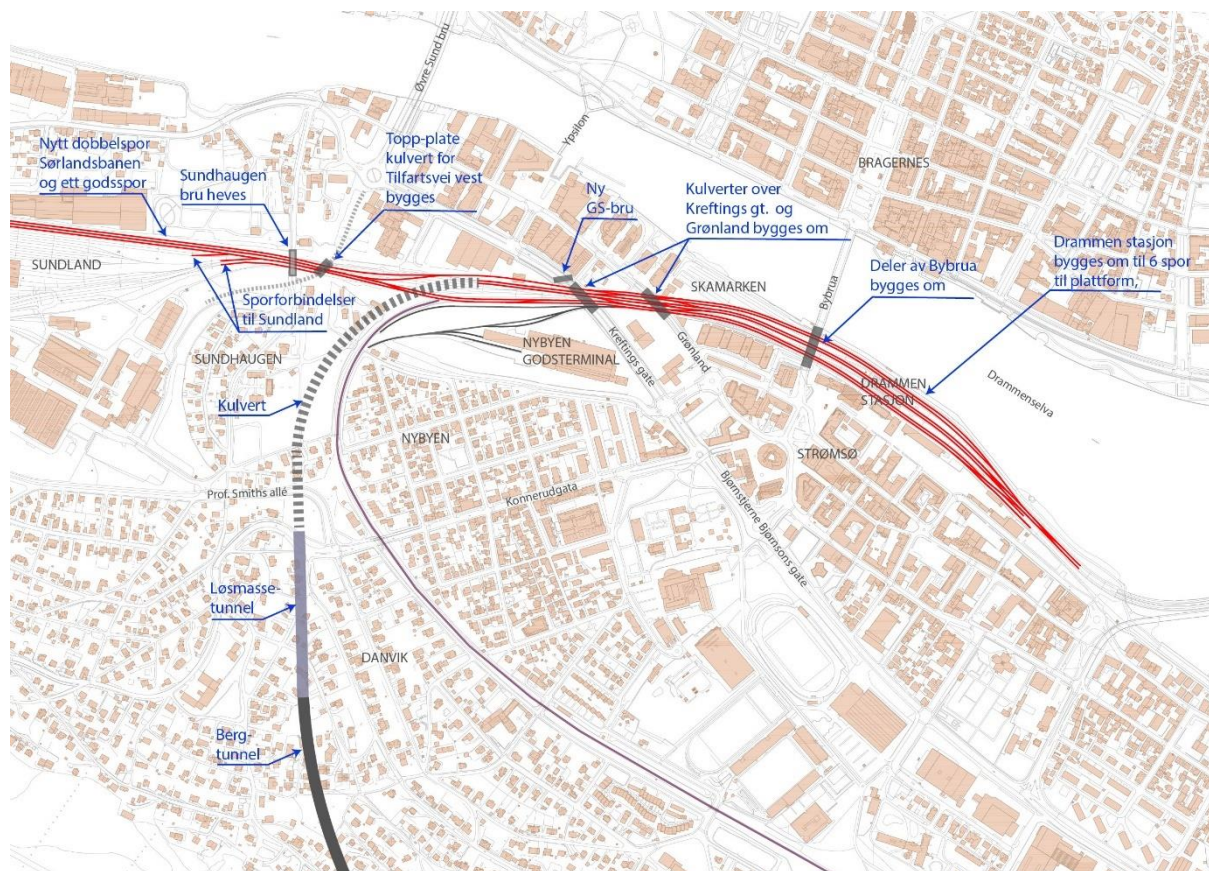 Øvre Sund bru
Ypsilon
BRAGERNES
Nytt dobbelspor
Sørlandsbanen
og ett godsspor
Sundhaugen
bru heves
Topp-plate
kulvert for
Tilfartsvei vest
bygges
Ny
GS-bru
Kulverter over
Kreftings gt. og
Grønland bygges om
Bybrua
Deler av Bybrua
bygges om
Drammen stasjon
bygges om til 6 spor
til plattform,
SUNDLAND
SKAMARKEN
Sporforbindelser
til Sundland
SUNDHAUGEN
NYBYEN
GODSTERMINAL
Kreftings gate
Grønland
DRAMMEN
STASJON
Drammenselva
Kulvert
NYBYEN
STRØMSØ
Prof. Smiths allé
Konnerudgata
Bjørnstjerne Bjørnsons gate
Løsmasse-
tunnel
DANVIK
Berg-
tunnel